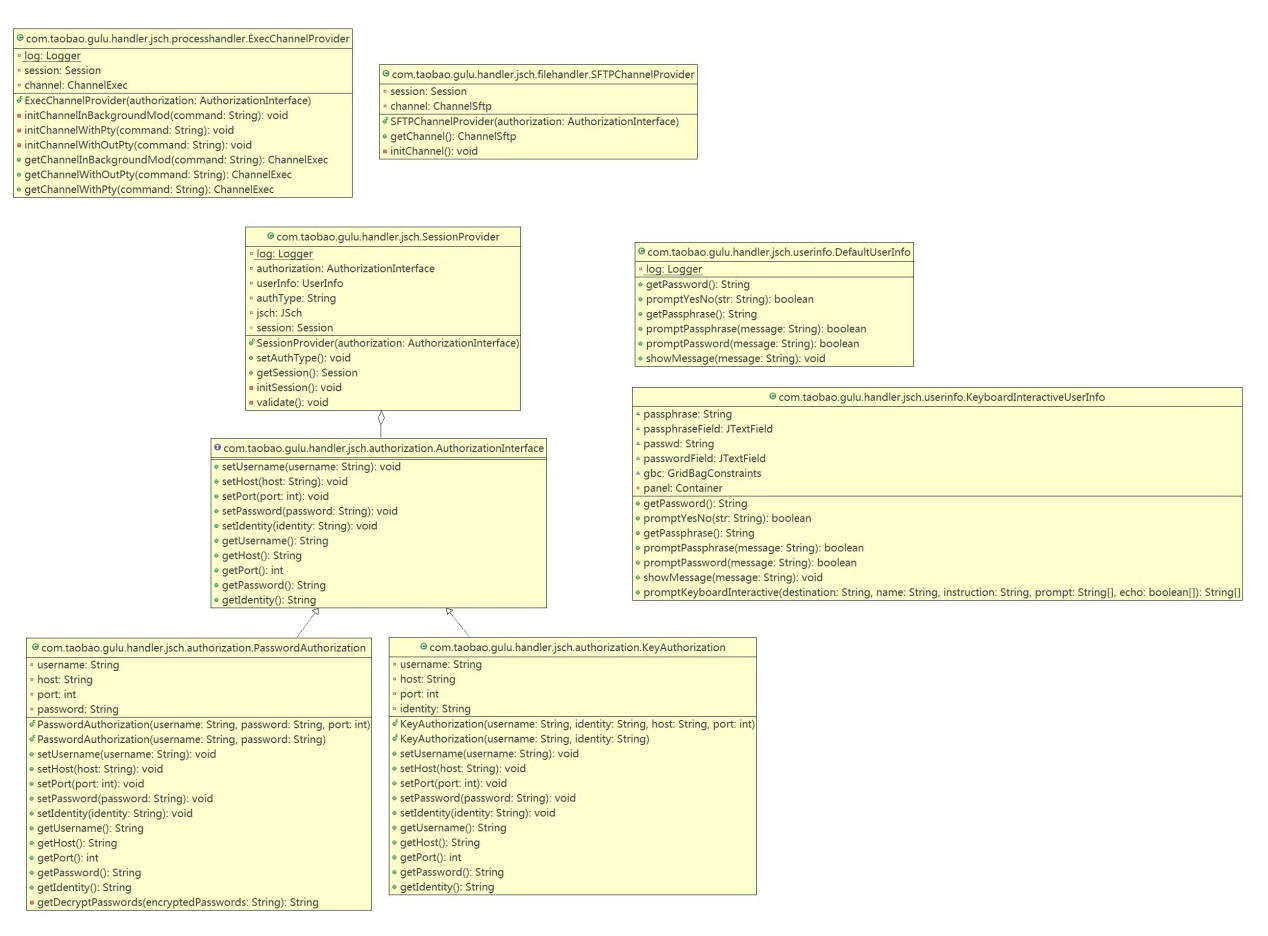 com.taobao.gulu.handler.jsch.processhandler.ExecChannelProvider
log: Logger
session: Session
channel: ChannelExec
ExecChannelProvider(authorization: AuthorizationInterface)
initChannelInBackgroundMod(command: String): void
initChannelWithPty(command: String): void
initChannelWithOutPty(command: String): void
getChannelInBackgroundMod(command: String): ChannelExec
getChannelWithOutPty(command: String): ChannelExec
getChannelWithPty(command: String): ChannelExec
com.taobao.gulu.handler.jsch.filehandler.SFTPChannelProvider
session: Session
channel: ChannelSftp
SFTPChannelProvider(authorization: AuthorizationInterface)
getChannel(): ChannelSftp
initChannel(): void
com.taobao.gulu.handler.jsch.SessionProvider
log: Logger
authorization: AuthorizationInterface
userInfo: UserInfo
authType: String
jsch: JSch
session: Session
SessionProvider(authorization: AuthorizationInterface)
setAuthType(): void
getSession(): Session
initSession(): void
validate(): void
com.taobao.gulu.handler.jsch.userinfo.DefaultUserInfo
log: Logger
getPassword(): String
promptYesNo(str: String): boolean
getPassphrase(): String
promptPassphrase(message: String): boolean
promptPassword(message: String): boolean
showMessage(message: String): void
com.taobao.gulu.handler.jsch.userinfo.KeyboardInteractiveUserInfo
passphrase: String
passphraseField: JTextField
passwd: String
passwordField: JTextField
gbc: GridBagConstraints
panel: Container
getPassword(): String
promptYesNo(str: String): boolean
getPassphrase(): String
promptPassphrase(message: String): boolean
promptPassword(message: String): boolean
showMessage(message: String): void
promptKeyboardInteractive(destination: String, name: String, instruction: String, prompt: String[], echo: boolean[]): String[]
com.taobao.gulu.handler.jsch.authorization.AuthorizationInterface
setUsername(username: String): void
setHost(host: String): void
setPort(port: int): void
setPassword(password: String): void
setIdentity(identity: String): void
getUsername(): String
getHost(): String
getPort(): int
getPassword(): String
getIdentity(): String
com.taobao.gulu.handler.jsch.authorization.PasswordAuthorization
username: String
host: String
port: int
password: String
PasswordAuthorization(username: String, password: String, port: int)
PasswordAuthorization(username: String, password: String)
setUsername(username: String): void
setHost(host: String): void
setPort(port: int): void
setPassword(password: String): void
setIdentity(identity: String): void
getUsername(): String
getHost(): String
getPort(): int
getPassword(): String
getIdentity(): String
getDecryptPasswords(encryptedPasswords: String): String
com.taobao.gulu.handler.jsch.authorization.KeyAuthorization
username: String
host: String
port: int
identity: String
KeyAuthorization(username: String, identity: String, host: String, port: int)
KeyAuthorization(username: String, identity: String)
setUsername(username: String): void
setHost(host: String): void
setPort(port: int): void
setPassword(password: String): void
setIdentity(identity: String): void
getUsername(): String
getHost(): String
getPort(): int
getPassword(): String
getIdentity(): String